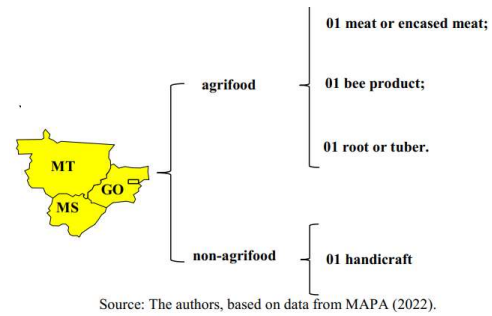 01 meat or encased meat;
agrifood
01 bee product;
01 root or tuber.
MT
GO
MS
non-agrifood
01 handicraft
Source: The authors, based on data from MAPA (2022).